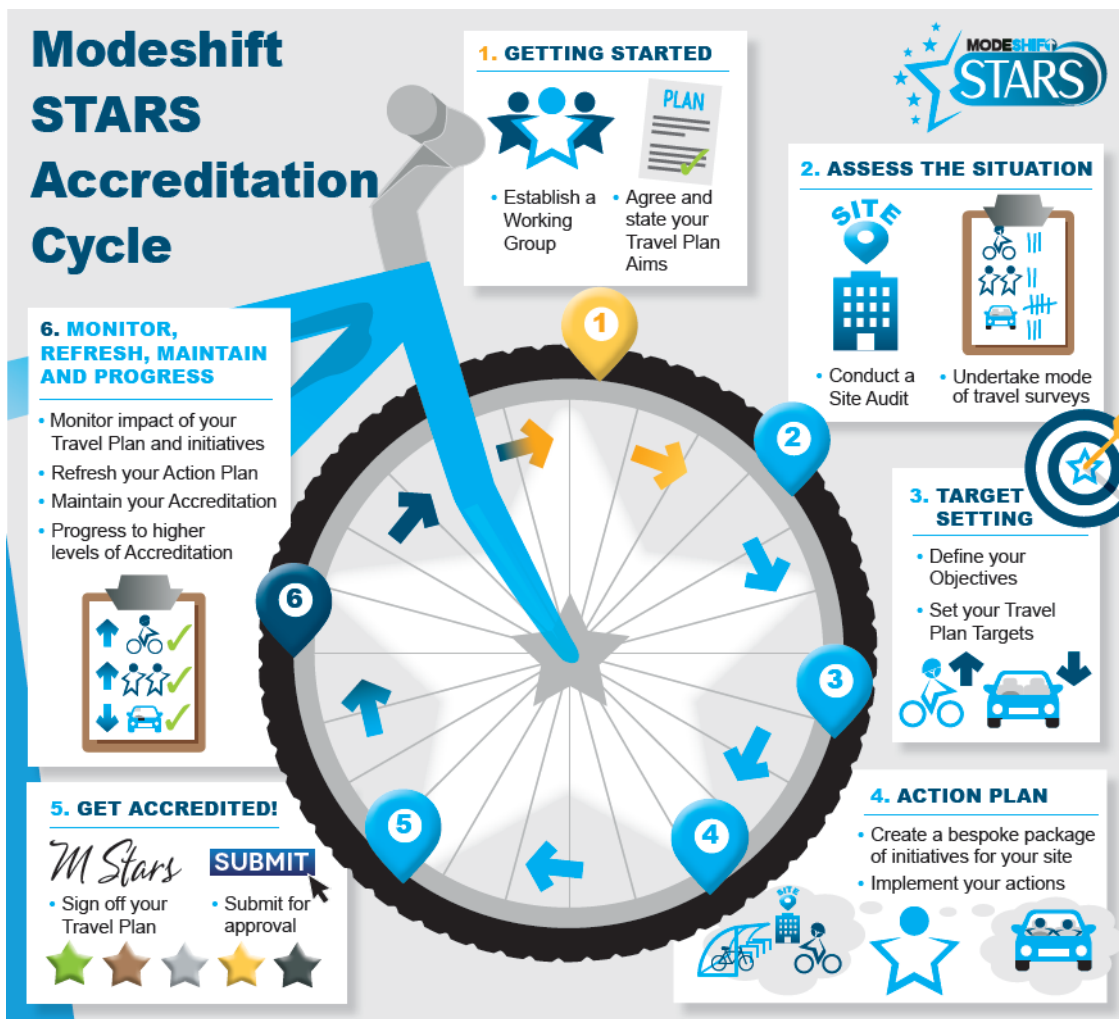 Modeshift
STARS
Accreditation
Cycle
MODESHIFT
STARS
1. GETTING STARTED
PLAN
• Establish a
Working
Group
• Agree and
state your
Travel Plan
Aims
2. ASSESS THE SITUATION
SITE
• Conduct a
Site Audit
• Undertake mode
of travel surveys
3. TARGET
SETTING
• Define your
Objectives
• Set your Travel
Plan Targets
4. ACTION PLAN
• Create a bespoke package
of initiatives for your site
• Implement your actions
SITE
5. GET ACCREDITED!
M Stars
SUBMIT
• Sign off your
Travel Plan
• Submit for
approval
6. MONITOR,
REFRESH, MAINTAIN
AND PROGRESS
• Monitor impact of your
Travel Plan and initiatives
• Refresh your Action Plan
• Maintain your Accreditation
• Progress to higher
levels of Accreditation
1
2
3
4
5
6